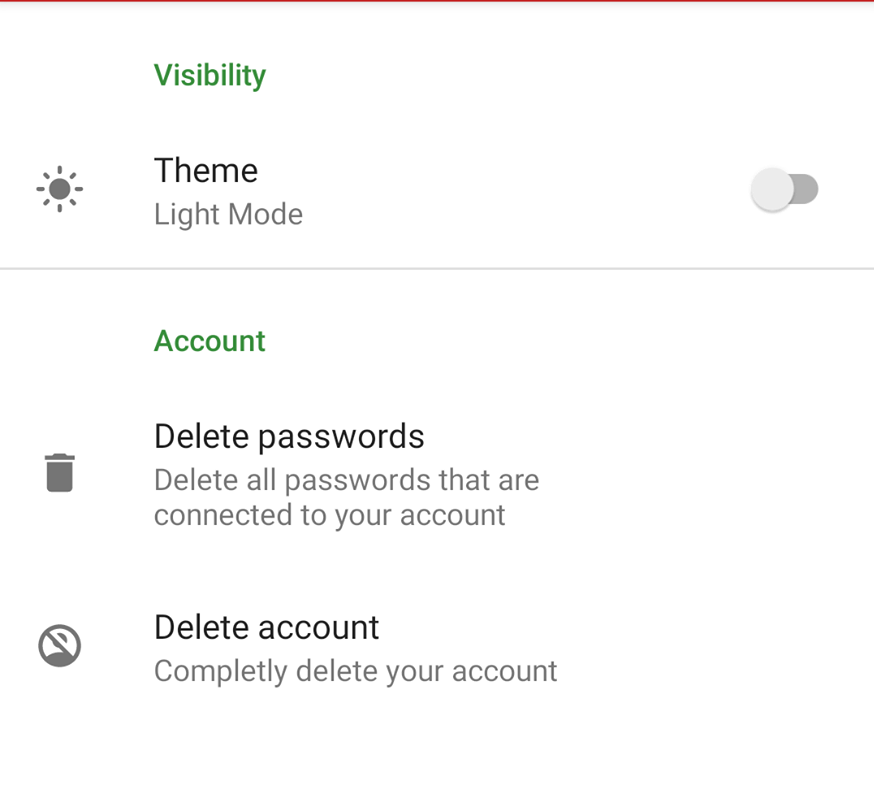 Visibility
Theme
Light Mode
Account
Delete passwords
Delete all passwords that are
connected to your account
Delete account
Completly delete your account